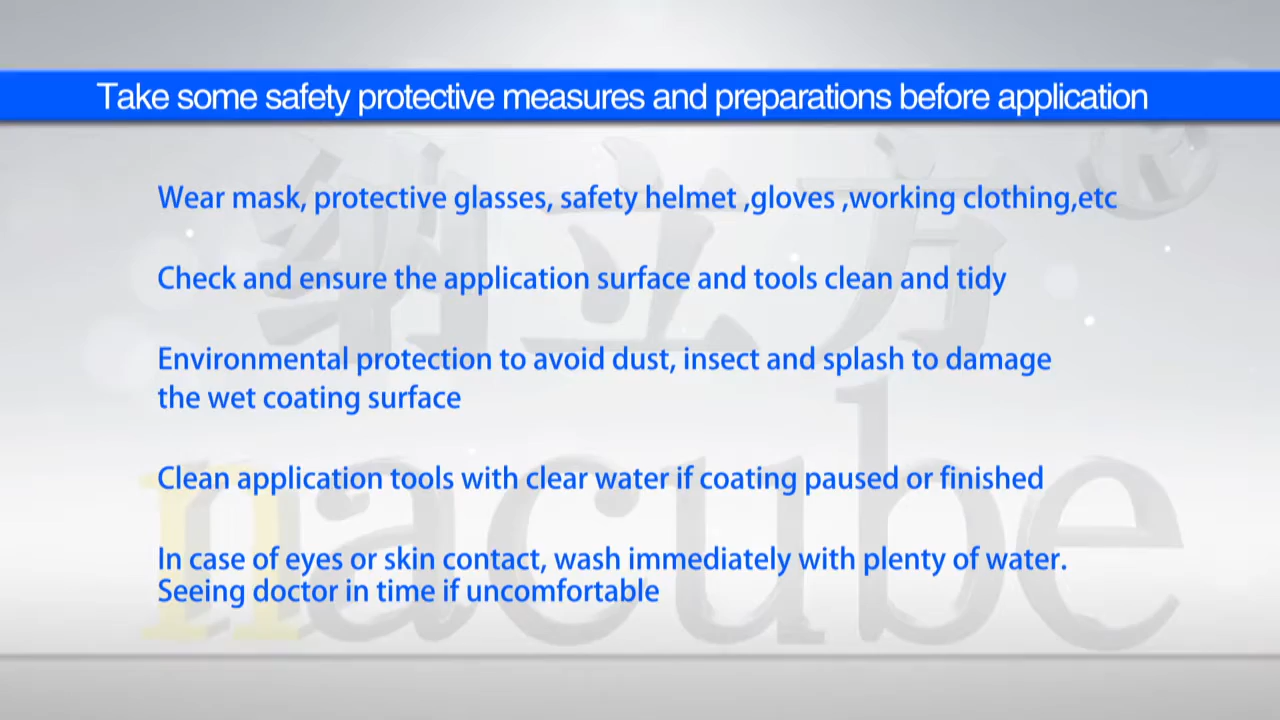 Take some safety protective measures and preparations before application
纳立方®
Wear mask, protective glasses, safety helmet ,gloves ,working clothing,etc
Check and ensure the application surface and tools clean and tidy
Environmental protection to avoid dust, insect and splash to damage
the wet coating surface
nacube
Clean application tools with clear water if coating paused or finished
In case of eyes or skin contact, wash immediately with plenty of water.
Seeing doctor in time if uncomfortable